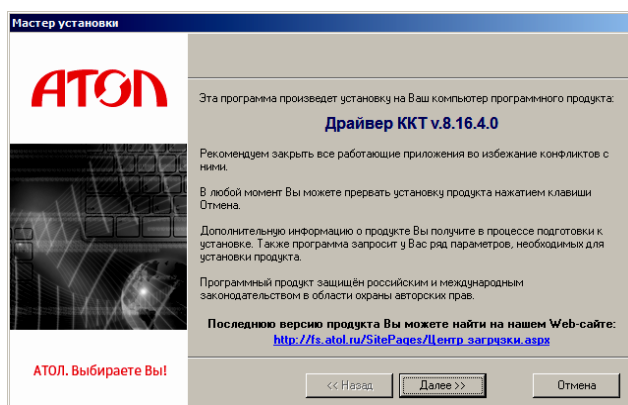 Мастер установки
АТОЛ
Эта программа произведет установку на Ваш компьютер программного продукта:
Драйвер ККТ v.8.16.4.0
Рекомендуем закрыть все работающие приложения во избежание конфликтов с
ними.
В любой момент Вы можете прервать установку продукта нажатием клавиши
Отмена.
Дополнительную информацию о продукте Вы получите в процессе подготовки к
установке. Также программа запросит у Вас ряд параметров, необходимых для
установки продукта.
Программный продукт защищён российским и международным
законодательством в области охраны авторских прав.
Последнюю версию продукта Вы можете найти на нашем Web-сайте:
http://fs.atol.ru/SitePages/Центр загрузки.aspx
АТОЛ. Выбираете Вы!
<< Назад
Далее >>
Отмена